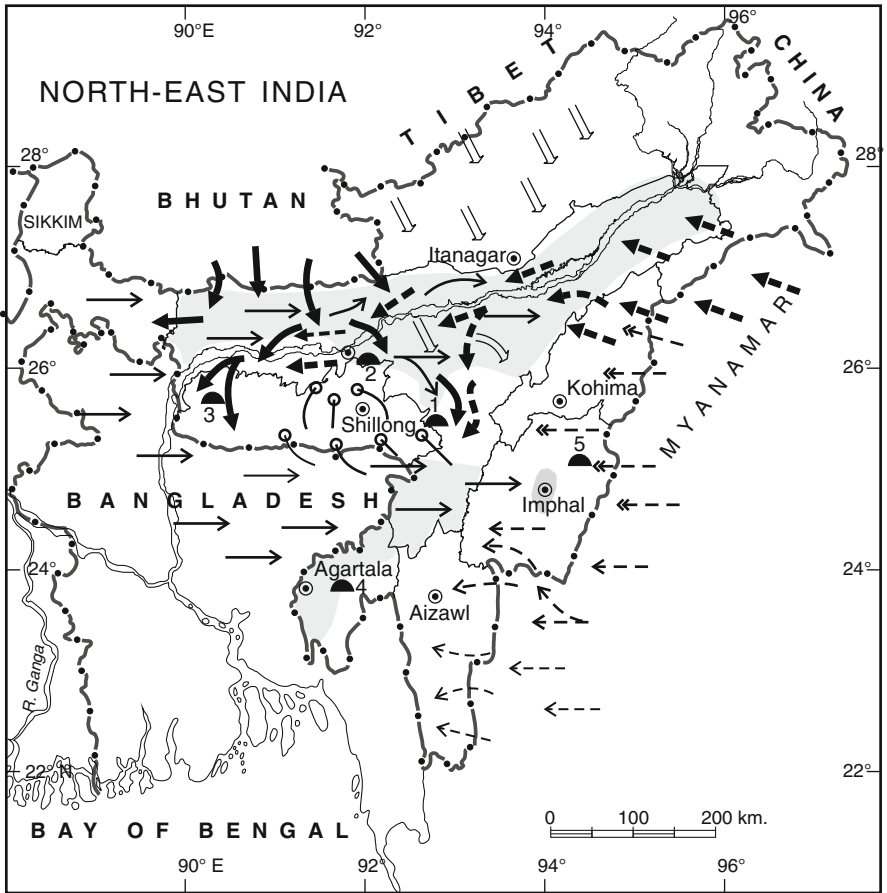 90°E 92° 94° 96°
NORTH-EAST INDIA
TIBET
CHINA
28° 28°
BHUTAN
SIKKIM
Itanagar
26° 26°
2
Kohima
3
Shillong
1
MYANAMAR
5
BANGLADESH
Imphal
24° 24°
Agartala
4
Aizawl
R. Ganga
22° N 22°
0 100 200 km.
BAY OF BENGAL
90° E 92° 94° 96°